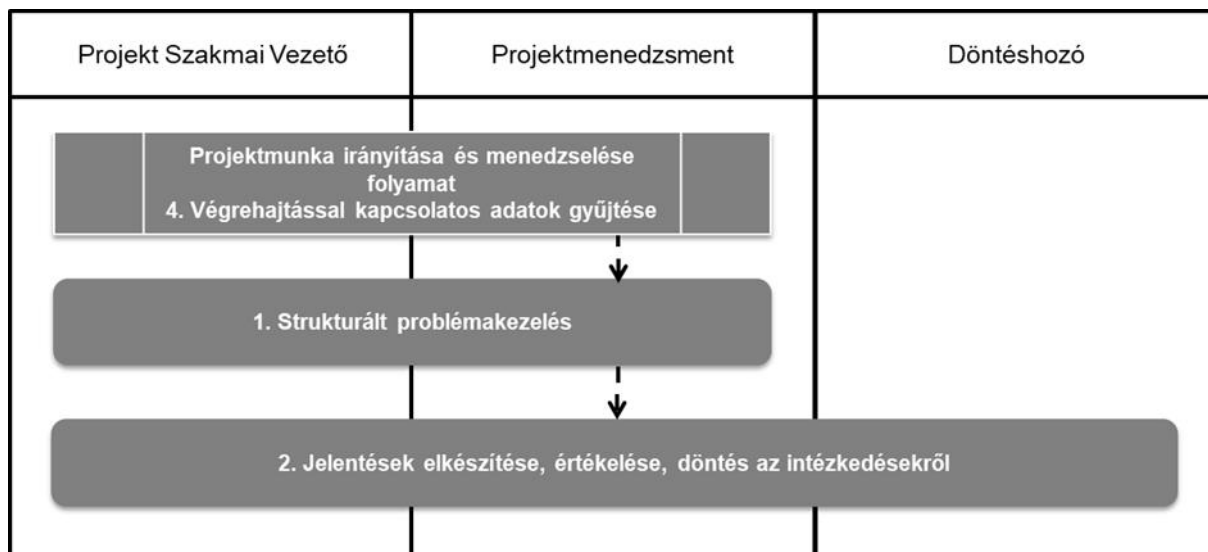 Projekt Szakmai Vezető
Projektmenedzsment
Döntéshozó
Projektmunka irányítása és menedzselése
folyamat
4. Végrehajtással kapcsolatos adatok gyűjtése
1. Strukturált problémakezelés
2. Jelentések elkészítése, értékelése, döntés az intézkedésekről